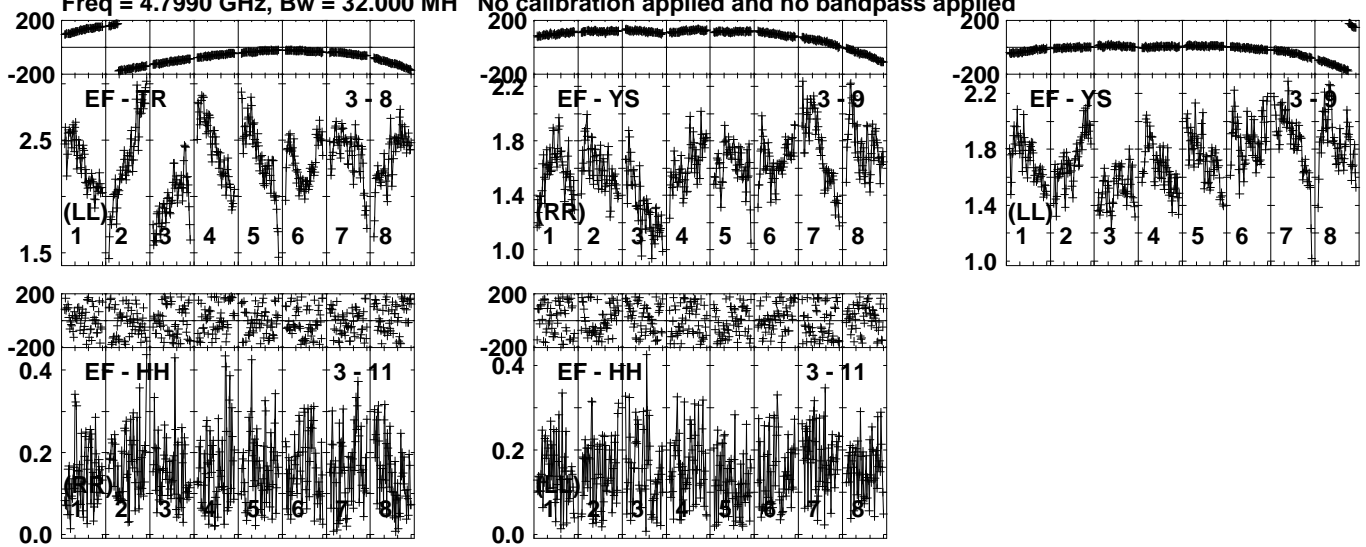 Freq = 4.7990 GHz, Bw = 32.000 MH No calibration applied and no bandpass applied
200
-200
EF - TR 3 - 8
2.5
(LL)
1 2 3 4 5 6 7 8
1.5
200
-200
2.2
EF - YS 3 - 9
1.8
1.4
(RR)
1 2 3 4 5 6 7 8
1.0
200
-200
2.2
EF - YS 3 - 9
1.8
1.4
(LL)
1 2 3 4 5 6 7 8
1.0
200
-200
0.4
EF - HH 3 - 11
0.2
(RR)
1 2 3 4 5 6 7 8
0.0
200
-200
0.4
EF - HH 3 - 11
0.2
(LL)
1 2 3 4 5 6 7 8
0.0